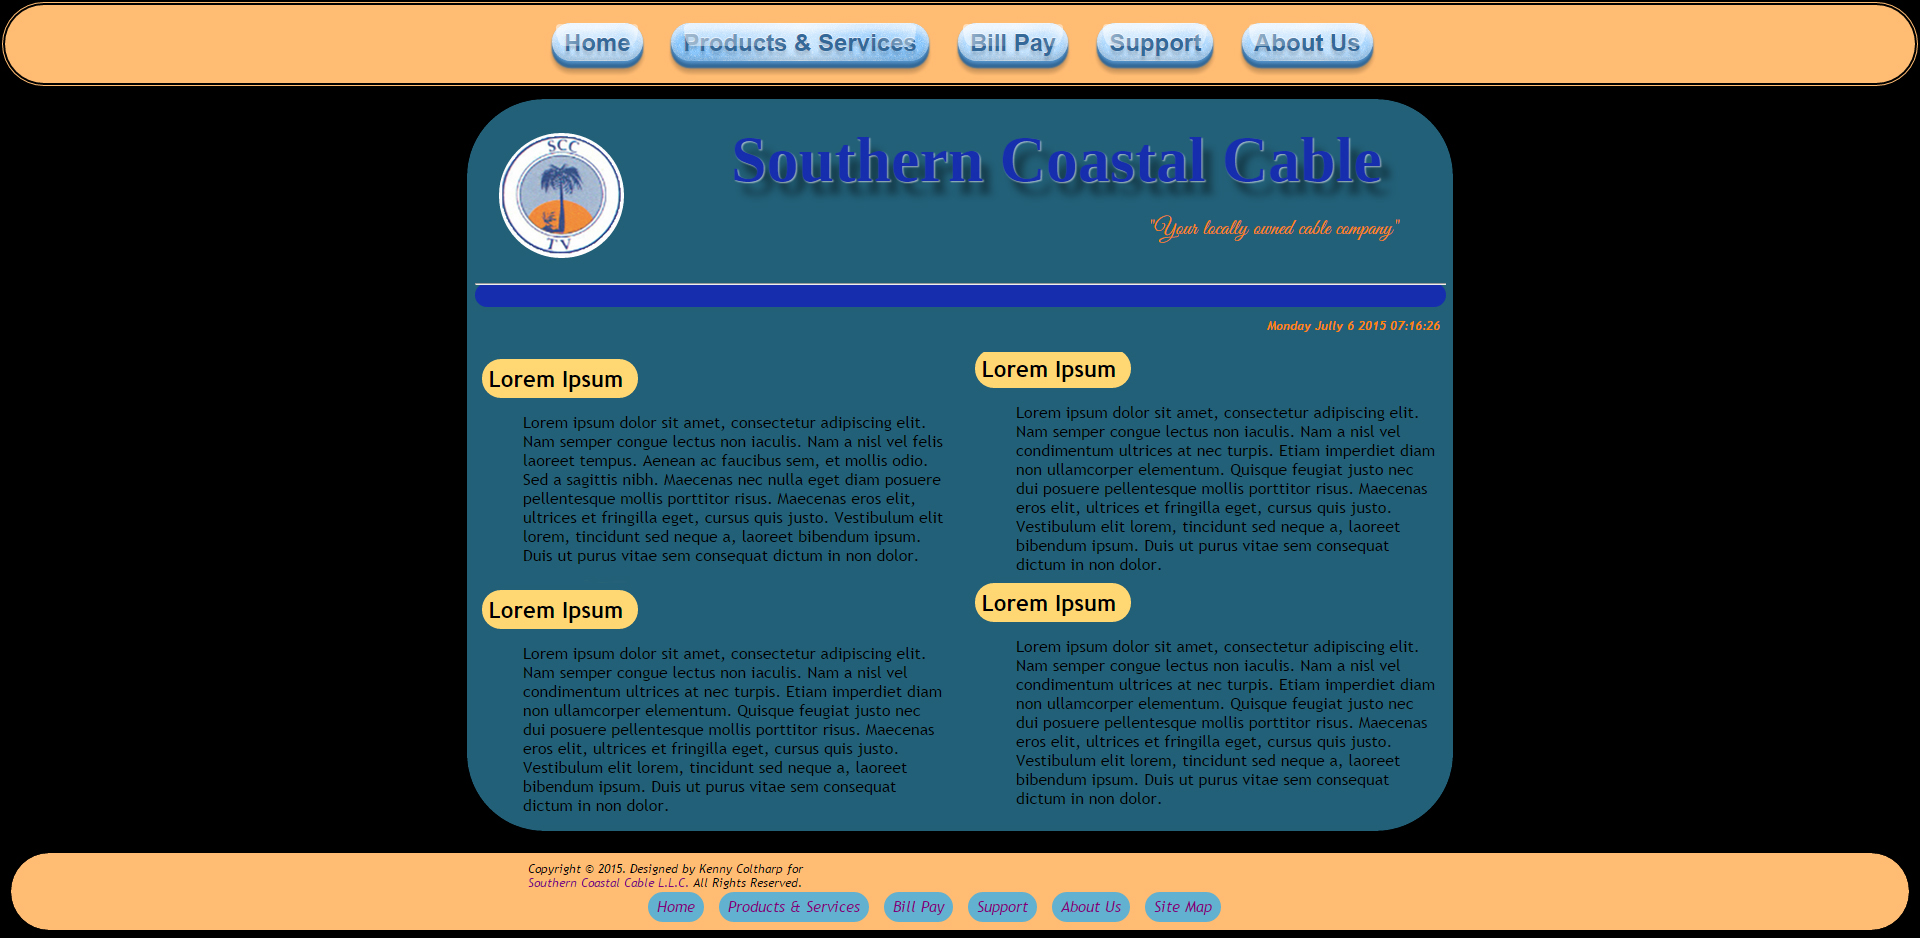 Home Products & Services Bill Pay Support About Us
SCC
TV
Southern Coastal Cable
"Your locally owned cable company"
Monday Jully 6 2015 07:16:26
Lorem Ipsum
Lorem ipsum dolor sit amet, consectetur adipiscing elit.
Nam semper congue lectus non iaculis. Nam a nisl vel felis
laoreet tempus. Aenean ac faucibus sem, et mollis odio.
Sed a sagittis nibh. Maecenas nec nulla eget diam posuere
pellentesque mollis porttitor risus. Maecenas eros elit,
ultrices et fringilla eget, cursus quis justo. Vestibulum elit
lorem, tincidunt sed neque a, laoreet bibendum ipsum.
Duis ut purus vitae sem consequat dictum in non dolor.
Lorem Ipsum
Lorem ipsum dolor sit amet, consectetur adipiscing elit.
Nam semper congue lectus non iaculis. Nam a nisl vel
condimentum ultrices at nec turpis. Etiam imperdiet diam
non ullamcorper elementum. Quisque feugiat justo nec
dui posuere pellentesque mollis porttitor risus. Maecenas
eros elit, ultrices et fringilla eget, cursus quis justo.
Vestibulum elit lorem, tincidunt sed neque a, laoreet
bibendum ipsum. Duis ut purus vitae sem consequat
dictum in non dolor.
Lorem Ipsum
Lorem ipsum dolor sit amet, consectetur adipiscing elit.
Nam semper congue lectus non iaculis. Nam a nisl vel
condimentum ultrices at nec turpis. Etiam imperdiet diam
non ullamcorper elementum. Quisque feugiat justo nec
dui posuere pellentesque mollis porttitor risus. Maecenas
eros elit, ultrices et fringilla eget, cursus quis justo.
Vestibulum elit lorem, tincidunt sed neque a, laoreet
bibendum ipsum. Duis ut purus vitae sem consequat
dictum in non dolor.
Lorem Ipsum
Lorem ipsum dolor sit amet, consectetur adipiscing elit.
Nam semper congue lectus non iaculis. Nam a nisl vel
condimentum ultrices at nec turpis. Etiam imperdiet diam
non ullamcorper elementum. Quisque feugiat justo nec
dui posuere pellentesque mollis porttitor risus. Maecenas
eros elit, ultrices et fringilla eget, cursus quis justo.
Vestibulum elit lorem, tincidunt sed neque a, laoreet
bibendum ipsum. Duis ut purus vitae sem consequat
dictum in non dolor.
Copyright © 2015. Designed by Kenny Coltharp for
Southern Coastal Cable L.L.C. All Rights Reserved.
Home Products & Services Bill Pay Support About Us Site Map